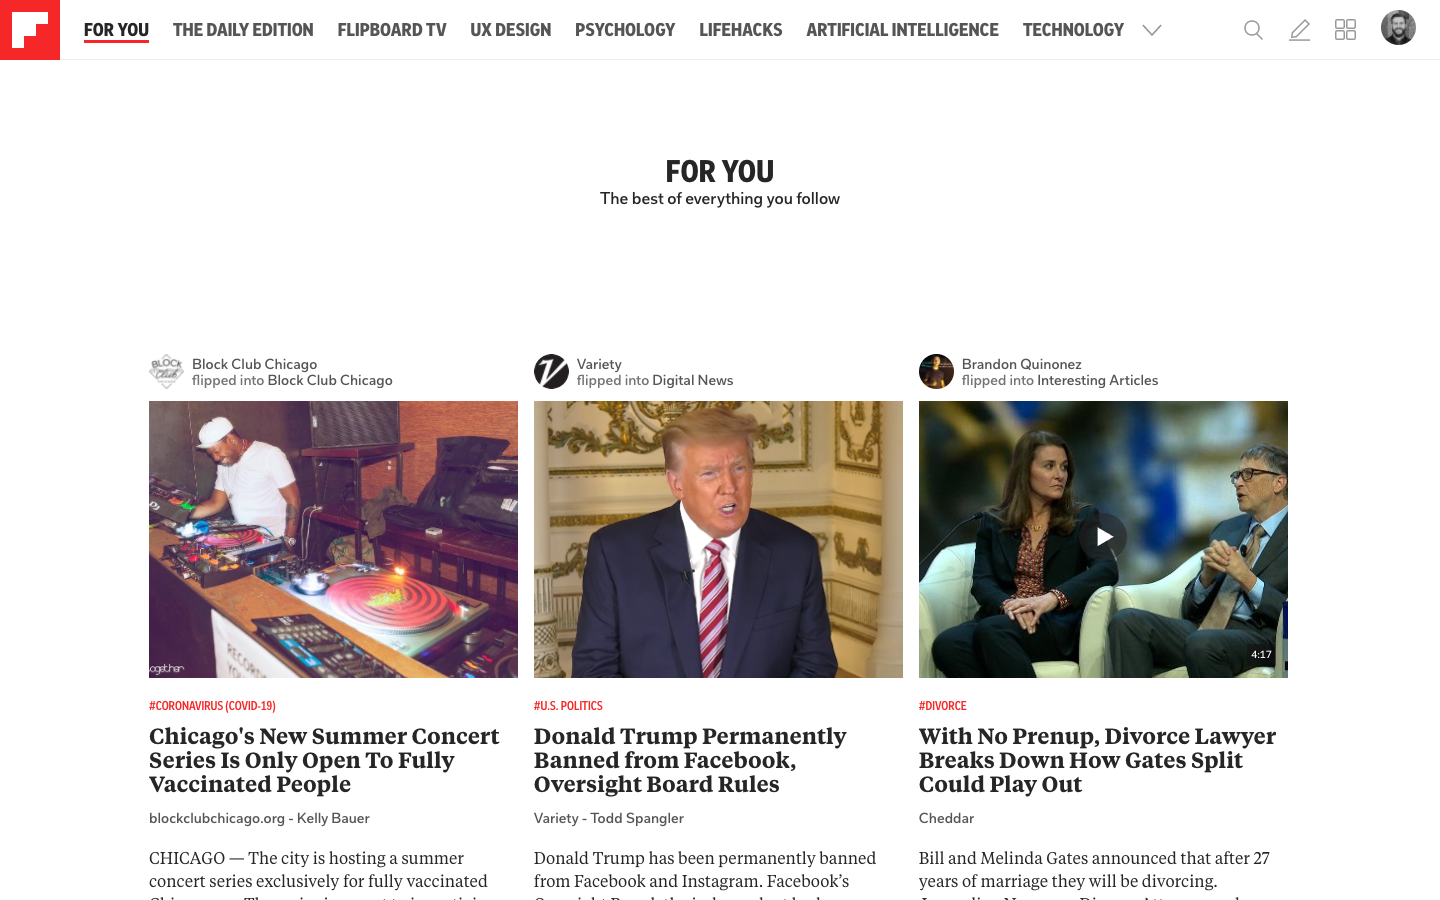 FOR YOU THE DAILY EDITION FLIPBOARD TV UX DESIGN PSYCHOLOGY LIFEHACKS ARTIFICIAL INTELLIGENCE TECHNOLOGY
FOR YOU
The best of everything you follow
Block Club Chicago
flipped into Block Club Chicago
BLOCK
Club
ogether
#CORONAVIRUS (COVID-19)
Chicago's New Summer Concert
Series Is Only Open To Fully
Vaccinated People
blockclubchicago.org - Kelly Bauer
CHICAGO — The city is hosting a summer
concert series exclusively for fully vaccinated
Variety
flipped into Digital News
#U.S. POLITICS
Donald Trump Permanently
Banned from Facebook,
Oversight Board Rules
Variety - Todd Spangler
Donald Trump has been permanently banned
from Facebook and Instagram. Facebook’s
Brandon Quinonez
flipped into Interesting Articles
4:17
#DIVORCE
With No Prenup, Divorce Lawyer
Breaks Down How Gates Split
Could Play Out
Cheddar
Bill and Melinda Gates announced that after 27
years of marriage they will be divorcing.